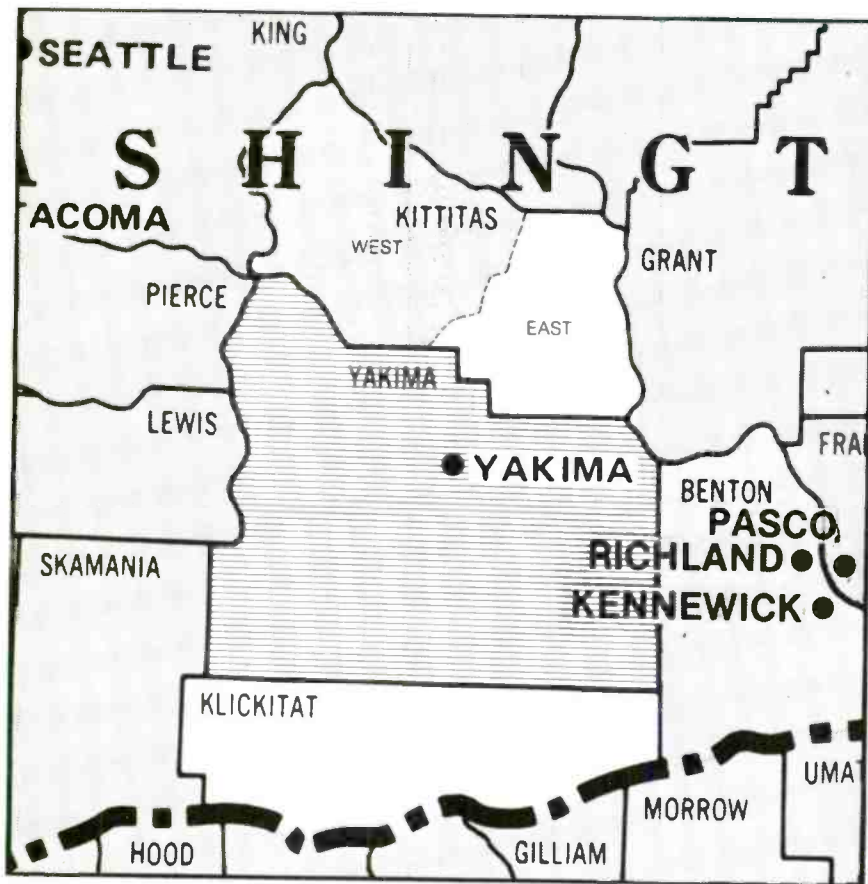 KING
SEATTLE
A S H I N G T
ACOMA
KITTITAS
WEST
GRANT
PIERCE
EAST
YAKIMA
LEWIS
YAKIMA
FRA
BENTON
PASCO
RICHLAND
SKAMANIA
KENNEWICK
KLICKITAT
UMAT
MORROW
HOOD
GILLIAM